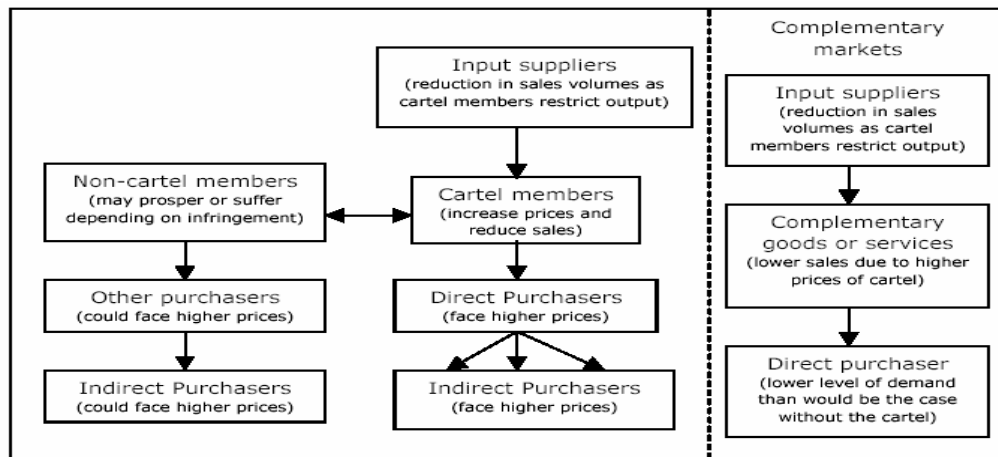 Input suppliers
(reduction in sales volumes as
cartel members restrict output)
Non-cartel members
(may prosper or suffer
depending on infringement)
Cartel members
(increase prices and
reduce sales)
Other purchasers
(could face higher prices)
Direct Purchasers
(face higher prices)
Indirect Purchasers
(could face higher prices)
Indirect Purchasers
(face higher prices)
Complementary
markets
Input suppliers
(reduction in sales
volumes as cartel
members restrict output)
Complementary
goods or services
(lower sales due to higher
prices of cartel)
Direct purchaser
(lower level of demand
than would be the case
without the cartel)